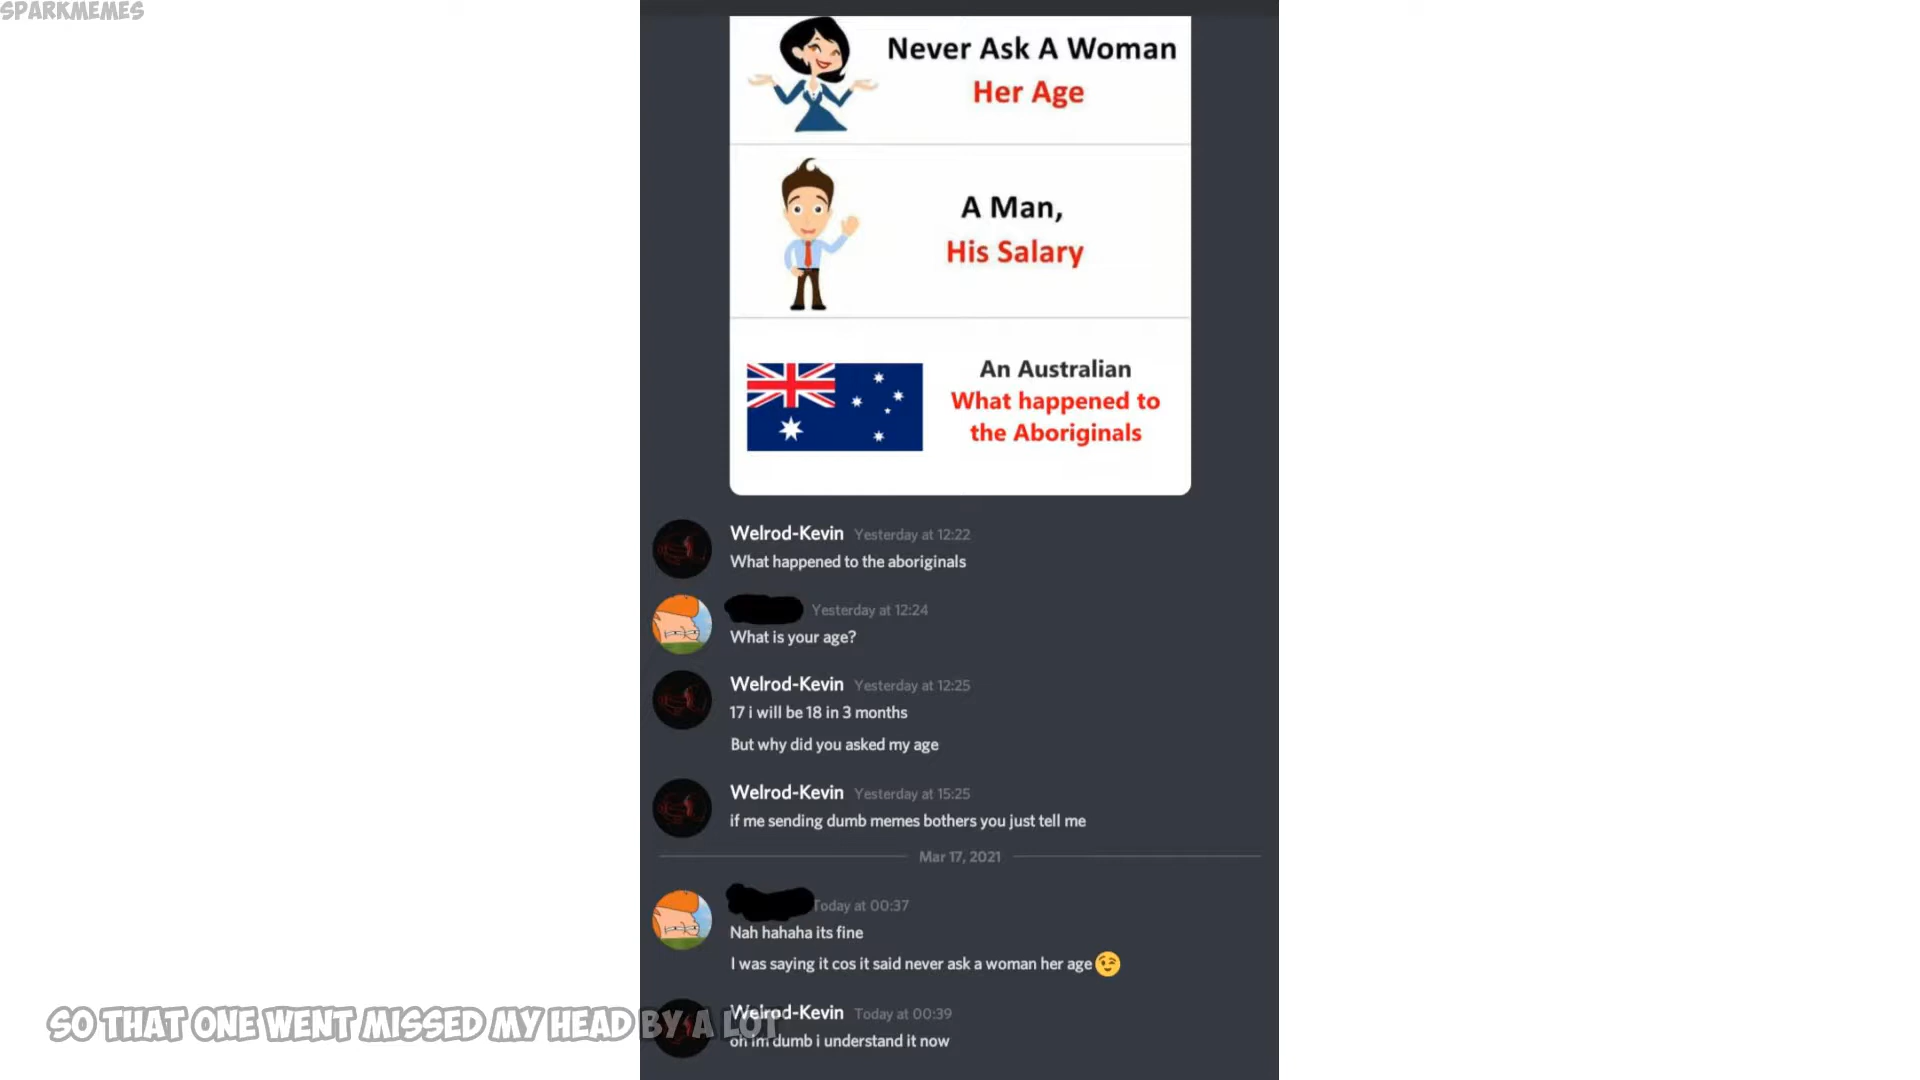 SPARKMEMES
Never Ask A Woman
Her Age
A Man,
His Salary
An Australian
What happened to
the Aboriginals
Welrod-Kevin Yesterday at 12:22
What happened to the aboriginals
Yesterday at 12:24
What is your age?
Welrod-Kevin Yesterday at 12:25
17 i will be 18 in 3 months
But why did you asked my age
Welrod-Kevin Yesterday at 15:25
if me sending dumb memes bothers you just tell me
Mar 17, 2021
Today at 00:37
Nah hahaha its fine
I was saying it cos it said never ask a woman her age
Welrod-Kevin Today at 00:39
SO THAT ONE WENT MISSED MY HEAD BY A LOT
oh im dumb i understand it now